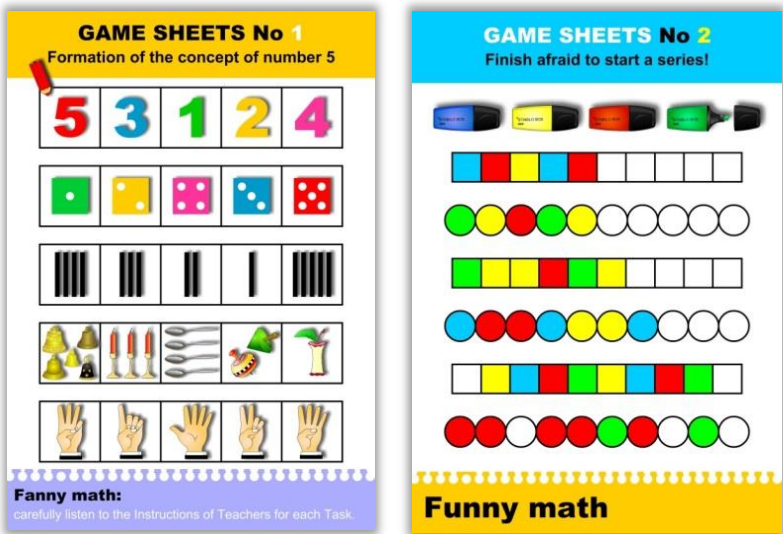 GAME SHEETS No 1
Formation of the concept of number 5
5 3 1 2 4
Fanny math:
carefully listen to the Instructions of Teachers for each Task.
GAME SHEETS No 2
Finish afraid to start a series!
Funny math